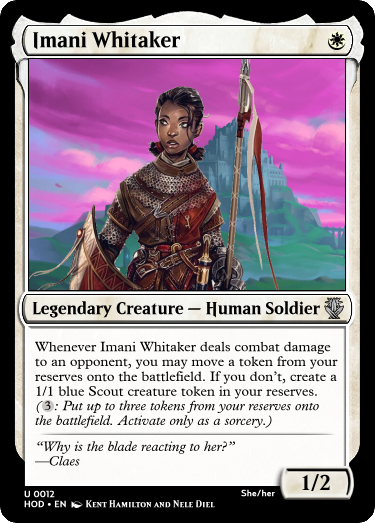 Imani Whitaker
Legendary Creature — Human Soldier
Whenever Imani Whitaker deals combat damage
to an opponent, you may move a token from your
reserves onto the battlefield. If you don't, create a
1/1 blue Scout creature token in your reserves.
(3: Put up to three tokens from your reserves onto
the battlefield. Activate only as a sorcery.)
“Why is the blade reacting to her?”
—Claes
1/2
U 0012
She/her
HOD • EN Kent Hamilton and Nele Diel